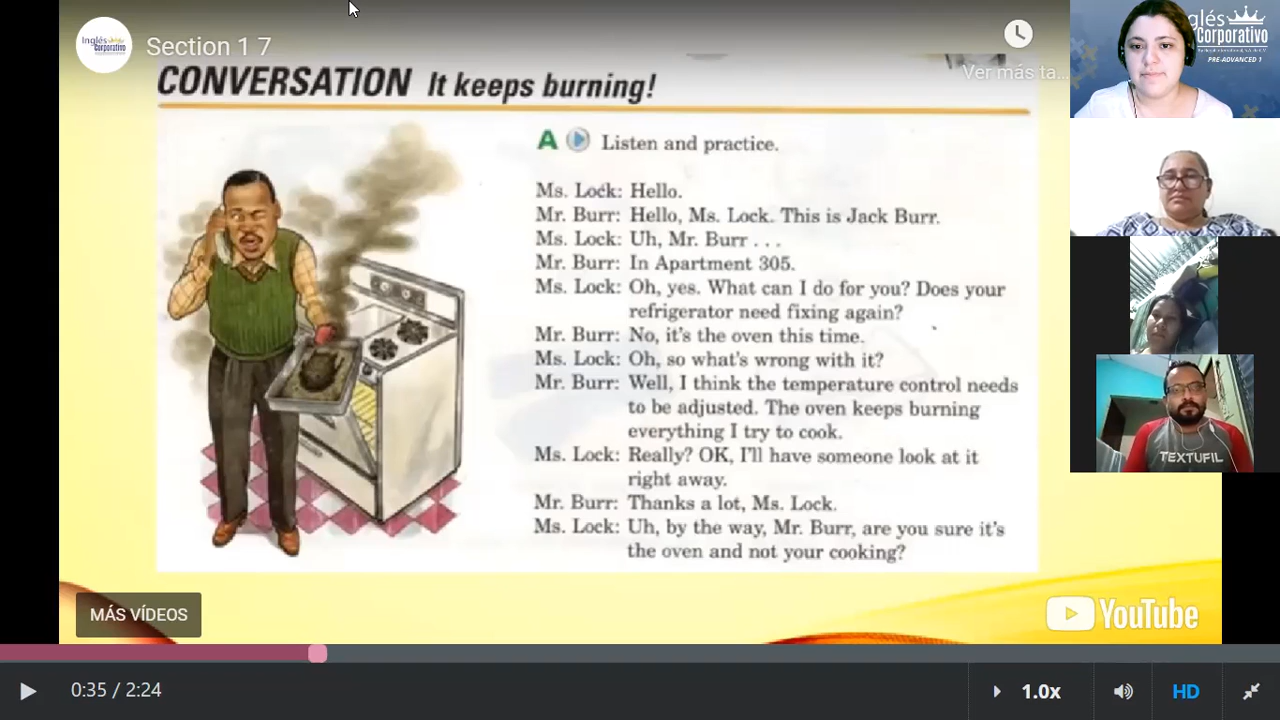 Inglés
Corporativo
Section 1 7
Ver más ta...
glés
Corporativo
PRE-ADVANCED 1
CONVERSATION It keeps burning!
A Listen and practice.
Ms. Lock: Hello.
Mr. Burr: Hello, Ms. Lock. This is Jack Burr.
Ms. Lock: Uh, Mr. Burr . . .
Mr. Burr: In Apartment 305.
Ms. Lock: Oh, yes. What can I do for you? Does your
refrigerator need fixing again?
Mr. Burr: No, it's the oven this time.
Ms. Lock: Oh, so what's wrong with it?
Mr. Burr: Well, I think the temperature control needs
to be adjusted. The oven keeps burning
everything I try to cook.
Ms. Lock: Really? OK, I'll have someone look at it
right away.
Mr. Burr: Thanks a lot, Ms. Lock.
Ms. Lock: Uh, by the way, Mr. Burr, are you sure it's
the oven and not your cooking?
TEXTUFIL
MÁS VÍDEOS
YouTube
0:35 / 2:24
1.0x
HD